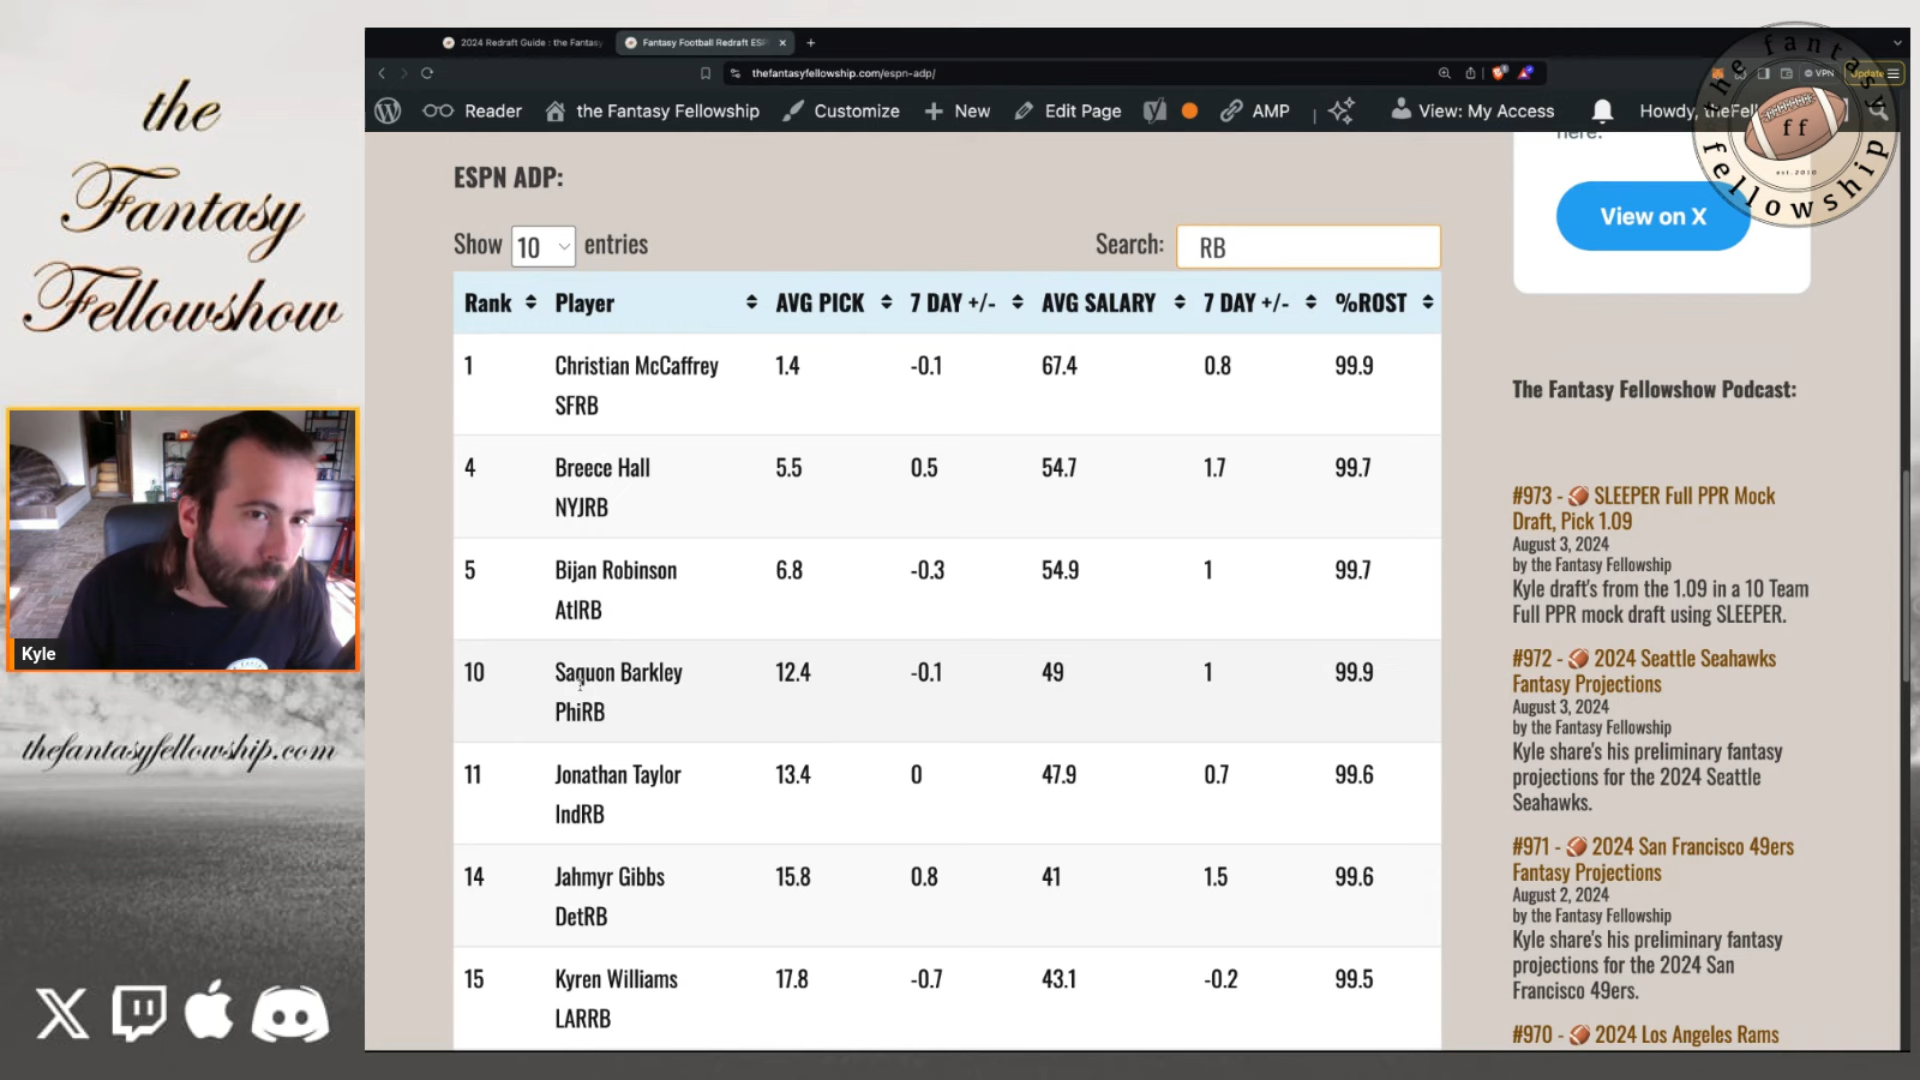 the
Fantasy
Fellowshow
Kyle
thefantasyfellowship.com
2024 Redraft Guide : the Fantasy
Fantasy Football Redraft ESP
thefantasyfellowship.com/espn-adp/
VPN
Update
Reader
the Fantasy Fellowship
Customize
New
Edit Page
AMP
View: My Access
Howdy, theFel
the fantasy fellowship
ff
est. 2010
ESPN ADP:
Show 10 entries
Search: RB
Rank Player AVG PICK 7 DAY +/- AVG SALARY 7 DAY +/- %ROST
1 Christian McCaffrey 1.4 -0.1 67.4 0.8 99.9
SFRB
4 Breece Hall 5.5 0.5 54.7 1.7 99.7
NYJRB
5 Bijan Robinson 6.8 -0.3 54.9 1 99.7
AtlRB
10 Saquon Barkley 12.4 -0.1 49 1 99.9
PhiRB
11 Jonathan Taylor 13.4 0 47.9 0.7 99.6
IndRB
14 Jahmyr Gibbs 15.8 0.8 41 1.5 99.6
DetRB
15 Kyren Williams 17.8 -0.7 43.1 -0.2 99.5
LARRB
here.
View on X
The Fantasy Fellowshow Podcast:
#973 - 🏈 SLEEPER Full PPR Mock
Draft, Pick 1.09
August 3, 2024
by the Fantasy Fellowship
Kyle draft's from the 1.09 in a 10 Team
Full PPR mock draft using SLEEPER.
#972 - 🏈 2024 Seattle Seahawks
Fantasy Projections
August 3, 2024
by the Fantasy Fellowship
Kyle share's his preliminary fantasy
projections for the 2024 Seattle
Seahawks.
#971 - 🏈 2024 San Francisco 49ers
Fantasy Projections
August 2, 2024
by the Fantasy Fellowship
Kyle share's his preliminary fantasy
projections for the 2024 San
Francisco 49ers.
#970 - 🏈 2024 Los Angeles Rams